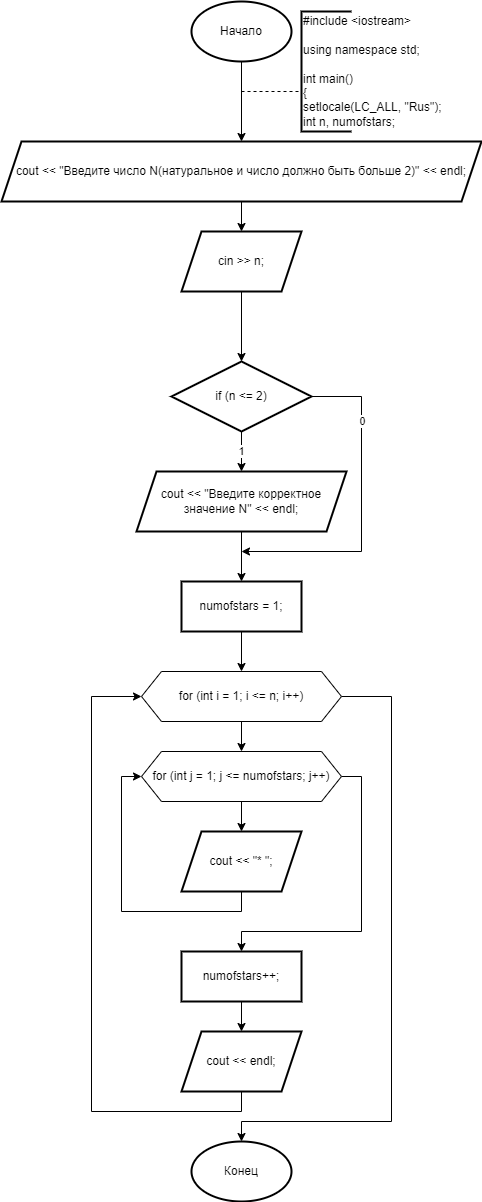 Начало
#include <iostream>
using namespace std;
int main()
{
setlocale(LC_ALL, "Rus");
int n, numofstars;
cout << "Введите число N(натуральное и число должно быть больше 2)" << endl;
cin >> n;
if (n <= 2)
0
1
cout << "Введите корректное
значение N" << endl;
numofstars = 1;
for (int i = 1; i <= n; i++)
for (int j = 1; j <= numofstars; j++)
cout << "* ";
numofstars++;
cout << endl;
Конец